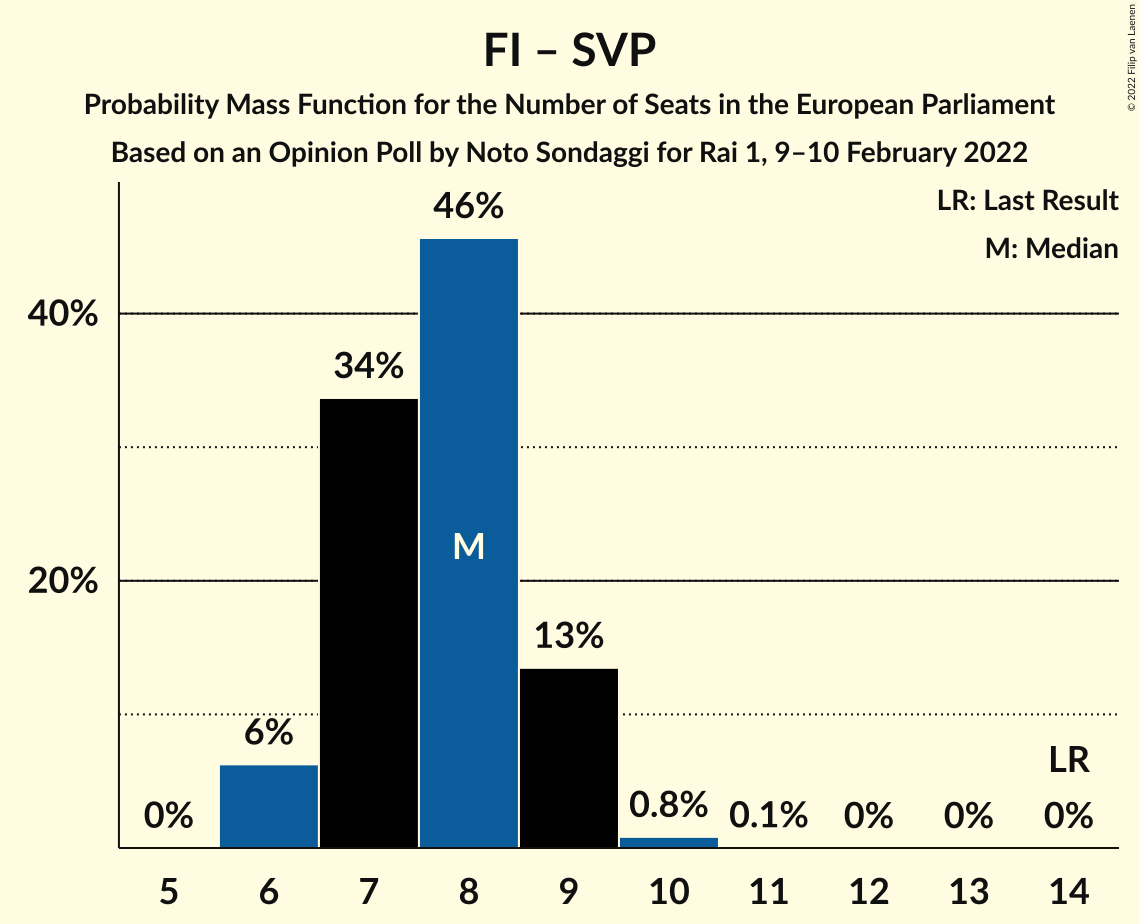 FI – SVP
Probability Mass Function for the Number of Seats in the European Parliament
Based on an Opinion Poll by Noto Sondaggi for Rai 1, 9–10 February 2022
© 2022 Filip van Laenen
LR: Last Result
M: Median
40%
20%
0%
6%
34%
46%
M
13%
0.8%
0.1%
0%
0%
LR
0%
5 6 7 8 9 10 11 12 13 14